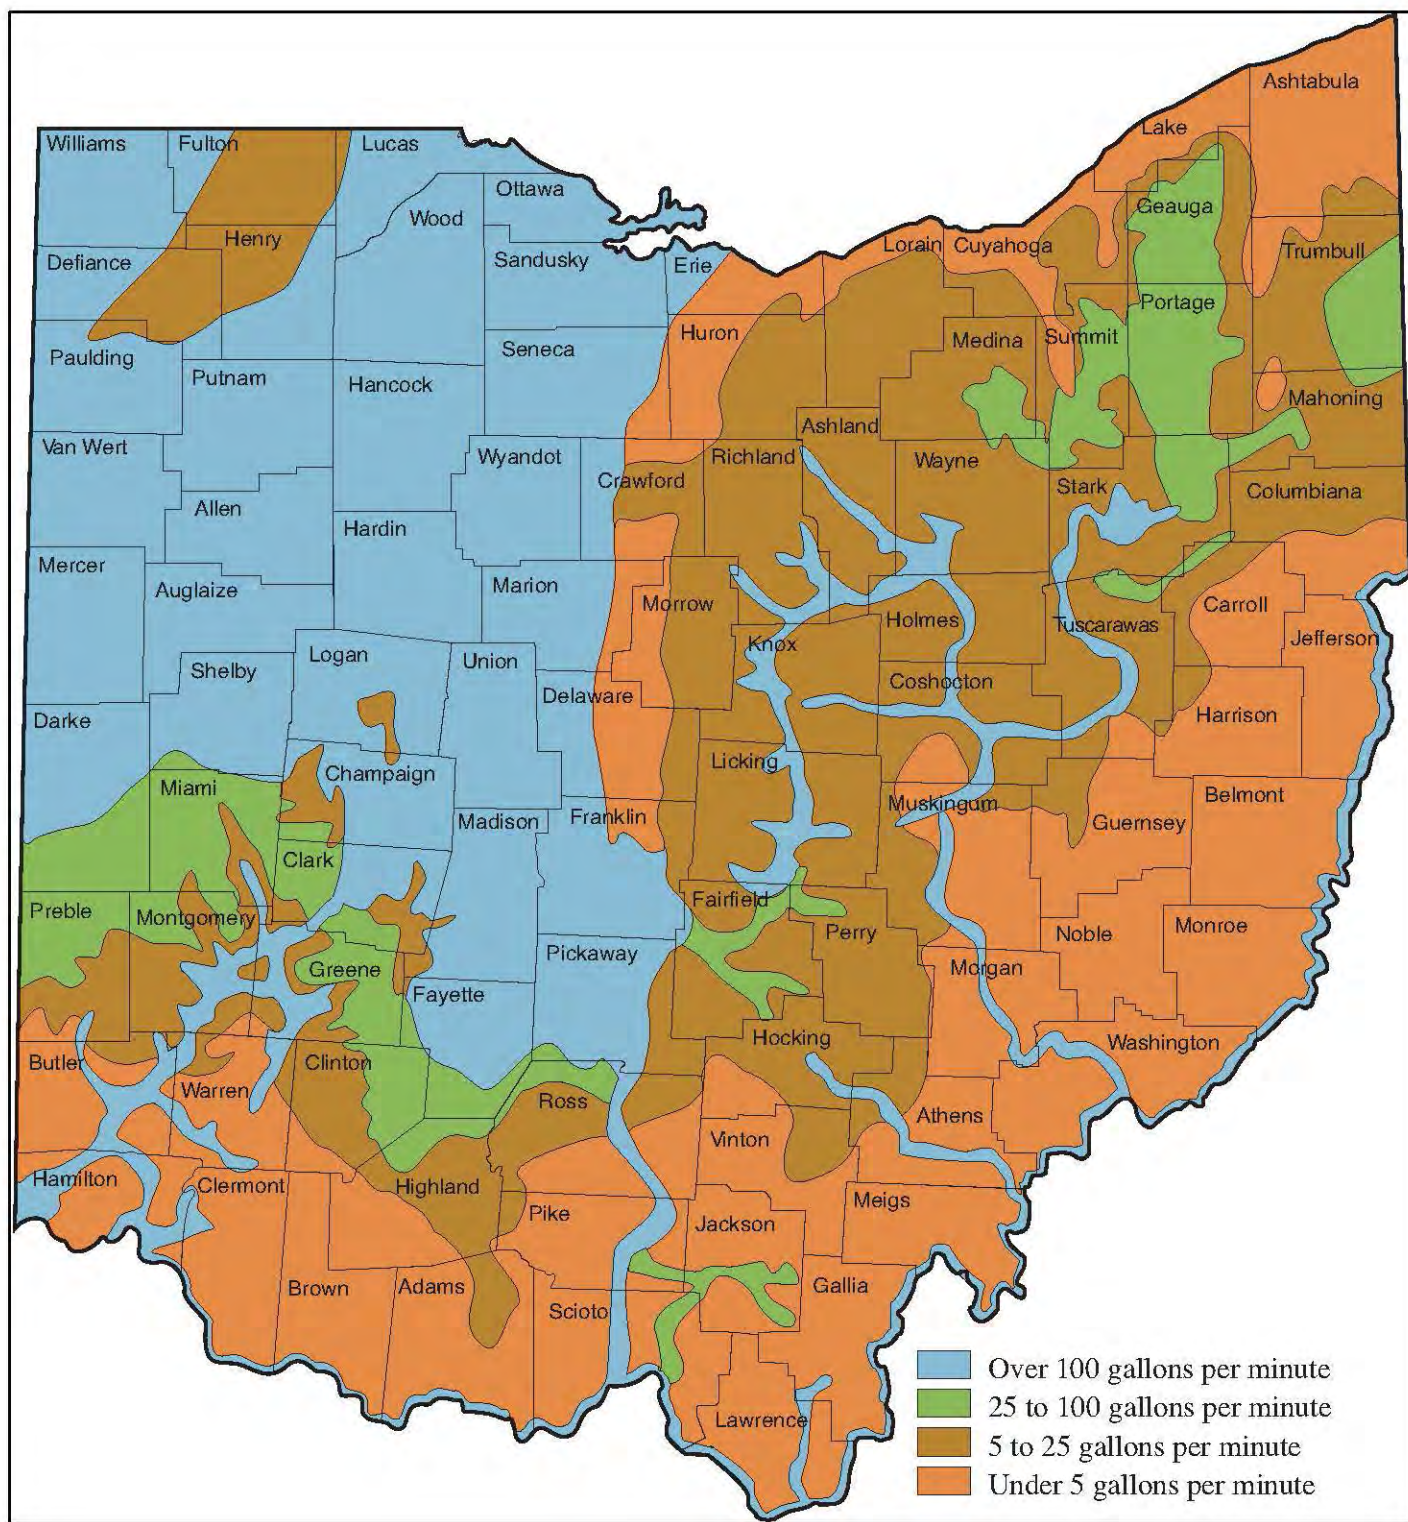 Ashtabula
Lake
Williams
Fulton
Lucas
Ottawa
Geauga
Wood
Henry
Lorain
Cuyahoga
Trumbull
Defiance
Sandusky
Erie
Portage
Huron
Summit
Medina
Paulding
Seneca
Putnam
Hancock
Mahoning
Ashland
Van Wert
Wyandot
Richland
Wayne
Crawford
Stark
Columbiana
Allen
Hardin
Mercer
Marion
Auglaize
Morrow
Carroll
Holmes
Tuscarawas
Jefferson
Knox
Logan
Union
Shelby
Coshocton
Delaware
Harrison
Darke
Licking
Champaign
Miami
Belmont
Muskingum
Franklin
Madison
Guernsey
Clark
Fairfield
Preble
Montgomery
Monroe
Perry
Noble
Pickaway
Greene
Morgan
Fayette
Hocking
Washington
Butler
Clinton
Warren
Ross
Athens
Vinton
Hamilton
Clermont
Highland
Meigs
Pike
Jackson
Gallia
Brown
Adams
Scioto
Lawrence
Over 100 gallons per minute
25 to 100 gallons per minute
5 to 25 gallons per minute
Under 5 gallons per minute